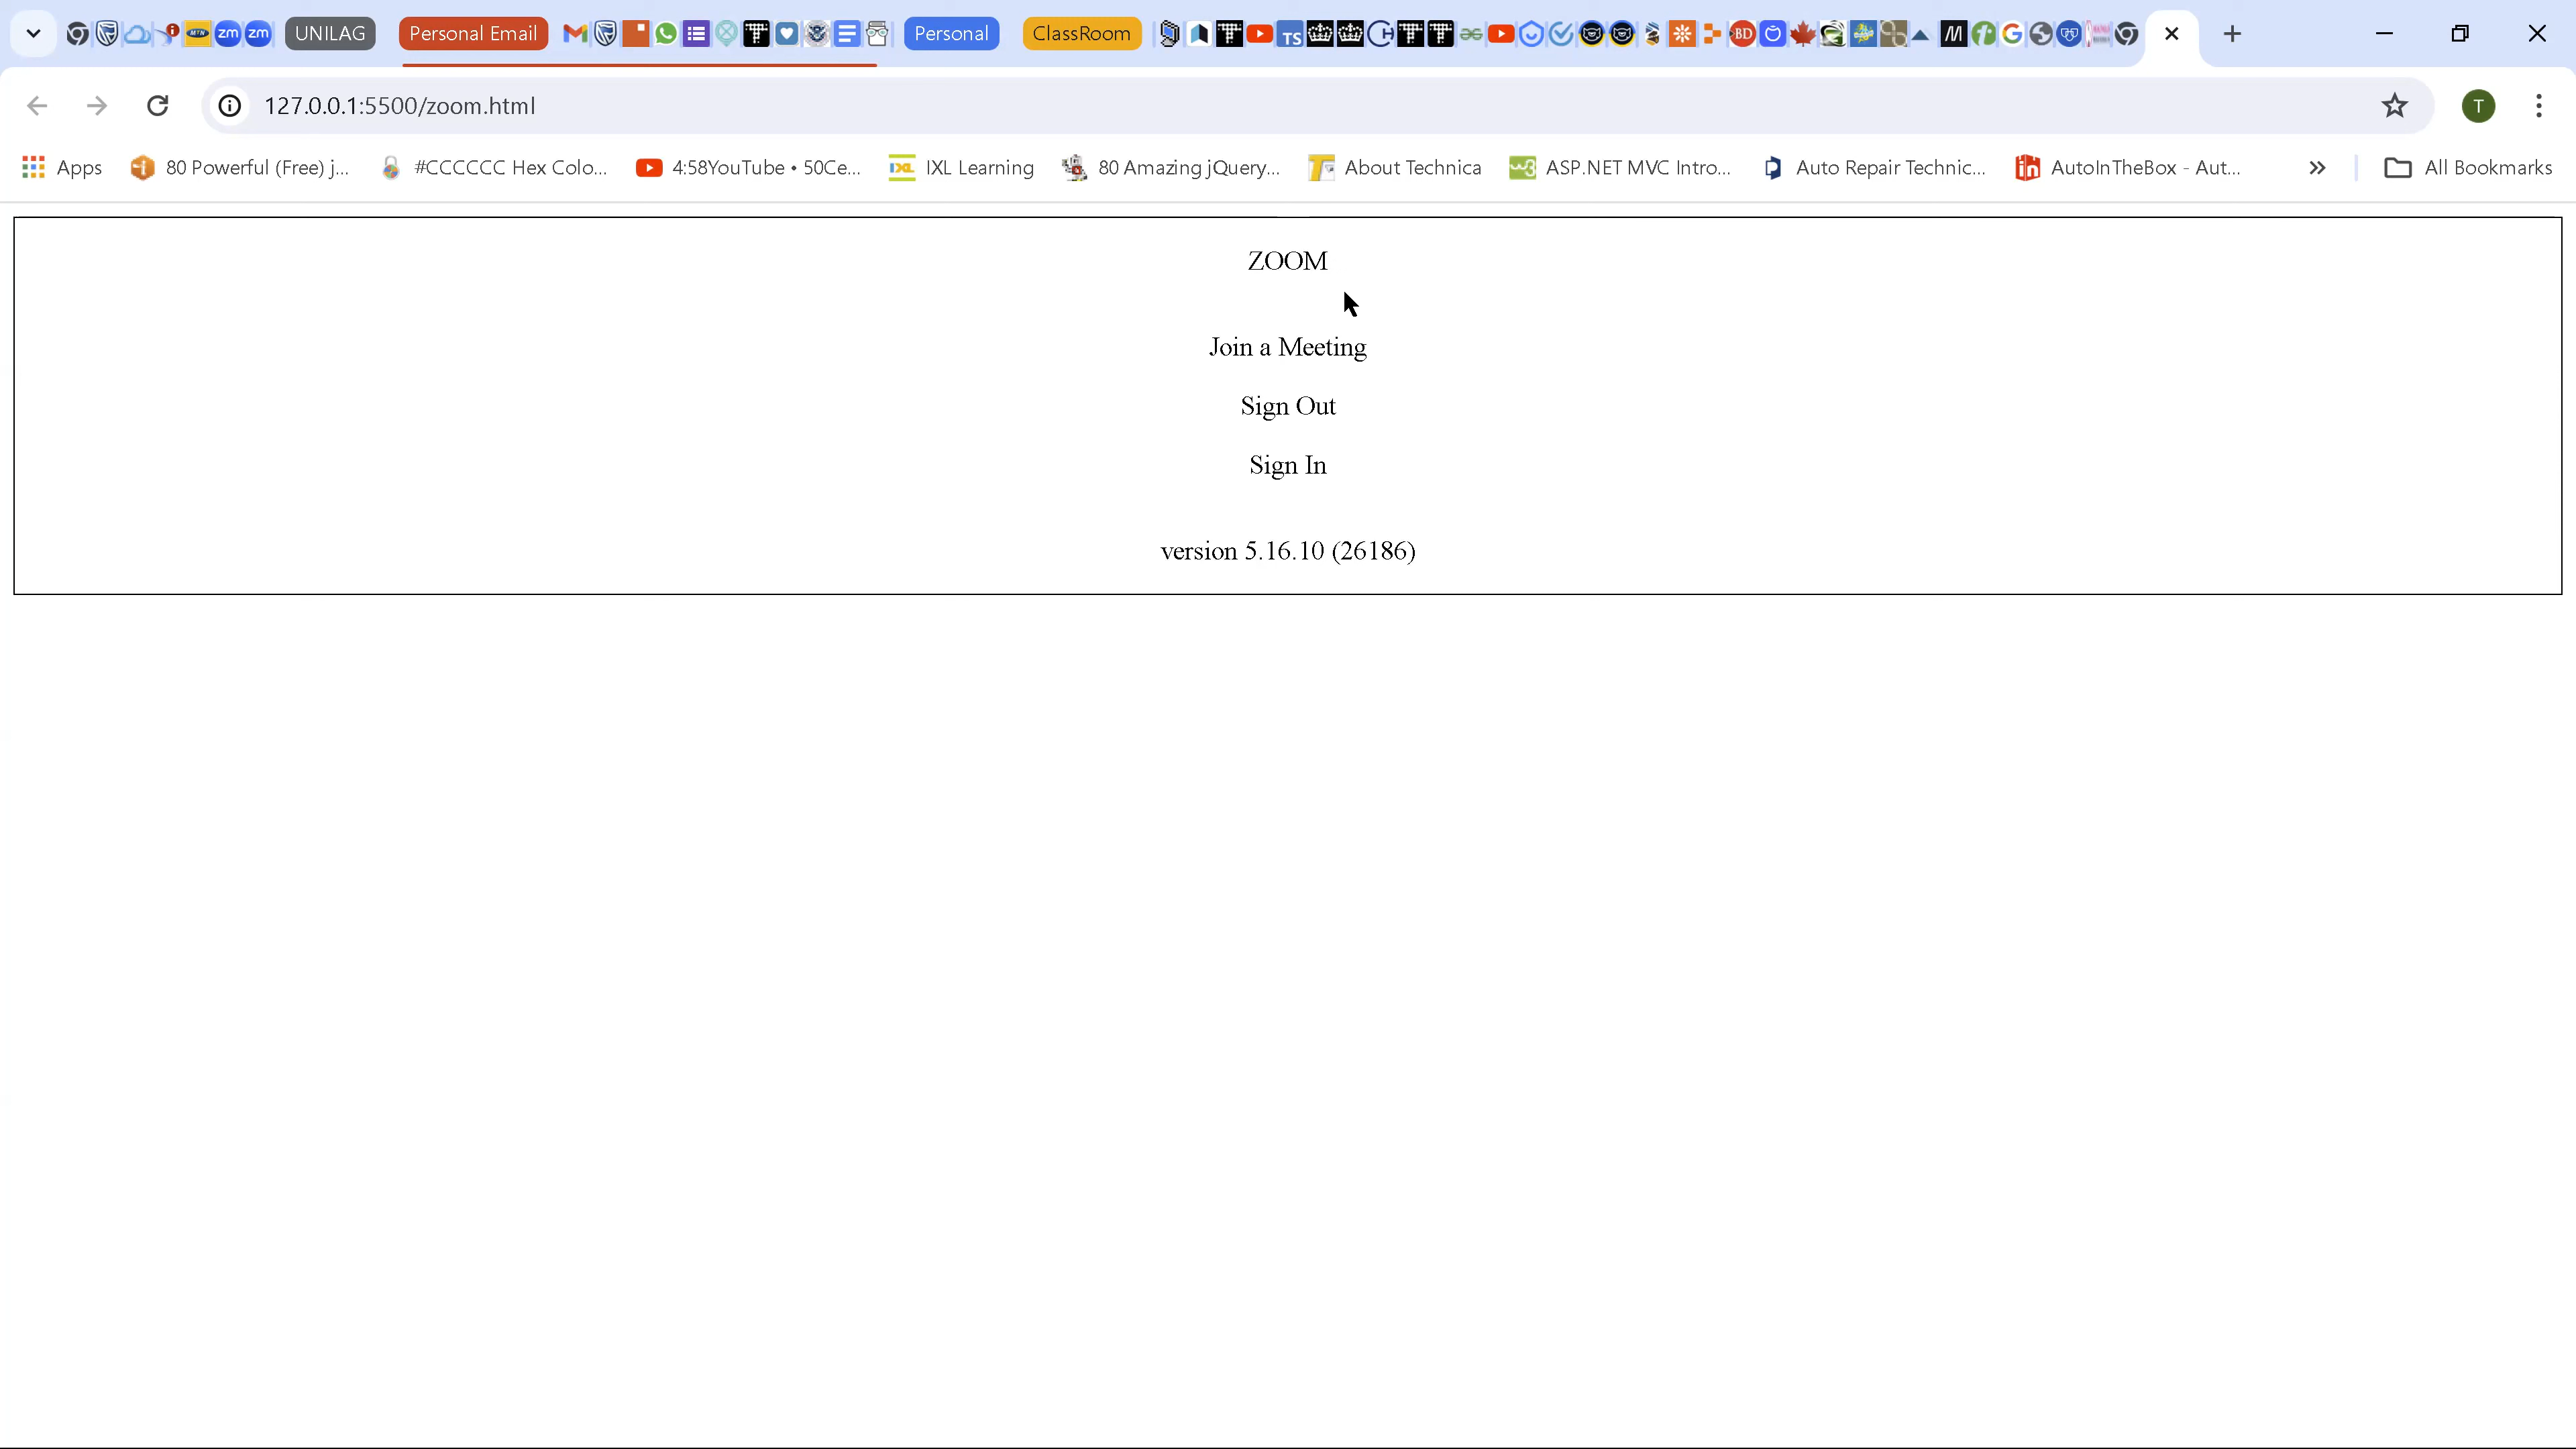 UNILAG Personal Email Personal ClassRoom
127.0.0.1:5500/zoom.html
Apps 80 Powerful (Free) j... #CCCCCC Hex Colo... 4:58YouTube • 50Ce... IXL Learning 80 Amazing jQuery... About Technica ASP.NET MVC Intro... Auto Repair Technic... AutoInTheBox - Aut... » All Bookmarks
ZOOM
Join a Meeting
Sign Out
Sign In
version 5.16.10 (26186)